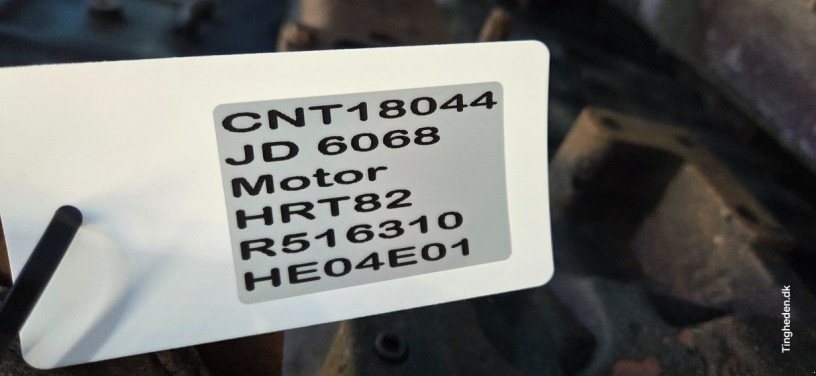 CNT18044
JD 6068
Motor
HRT82
R516310
HE04E01
Tingheden.dk